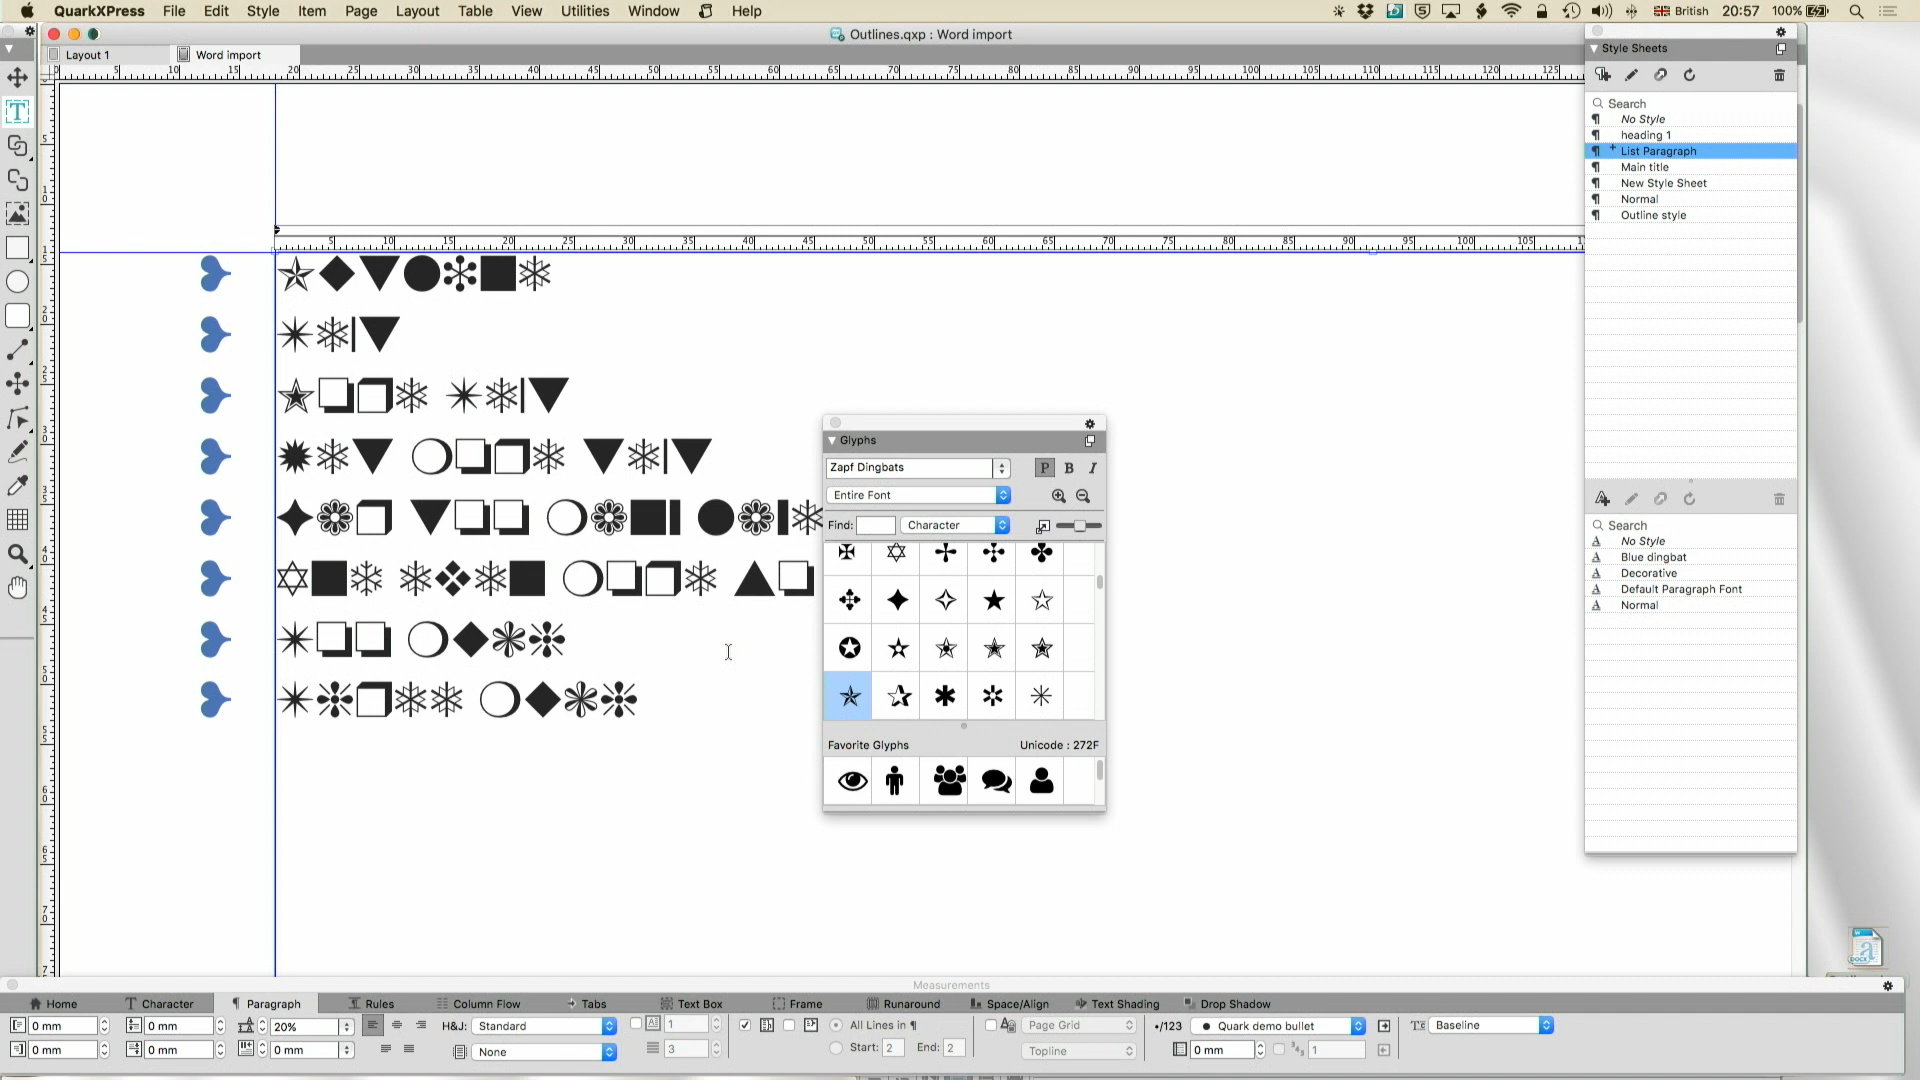 QuarkXPress File Edit Style Item Page Layout Table View Utilities Window Help British 20:57 100%
Outlines.qxp : Word import
Layout 1 Word import
Style Sheets
Search
No Style
heading 1
List Paragraph
Main title
New Style Sheet
Normal
Outline style
Search
No Style
Blue dingbat
Decorative
Default Paragraph Font
Normal
Glyphs
Zapf Dingbats P B I
Entire Font
Find: Character
Favorite Glyphs Unicode : 272F
Measurements
Home Character Paragraph Rules Column Flow Tabs Text Box Frame Runaround Space/Align Text Shading Drop Shadow
0 mm 0 mm 20% H&J: Standard 1 All Lines in ¶ Page Grid •/123 ● Quark demo bullet Baseline
0 mm 0 mm 0 mm None 3 Start: 2 End: 2 Topline 0 mm 1